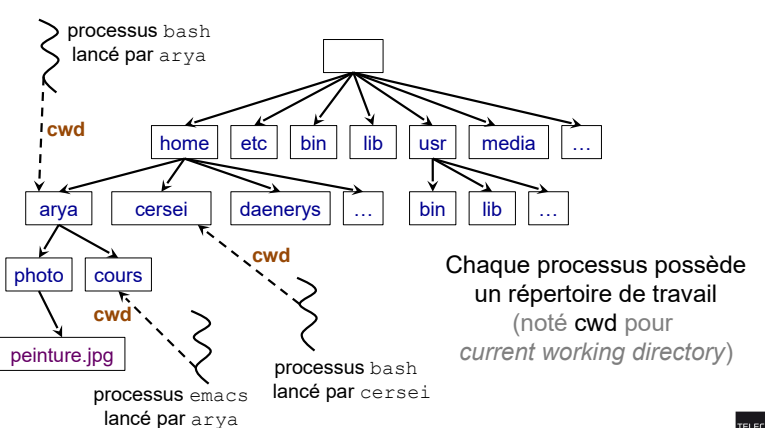 processus bash
lancé par arya
cwd
home
etc
bin
lib
usr
media
…
arya
cersei
daenerys
…
bin
lib
…
cwd
photo
cours
cwd
Chaque processus possède
un répertoire de travail
(noté cwd pour
current working directory)
peinture.jpg
processus bash
lancé par cersei
processus emacs
lancé par arya